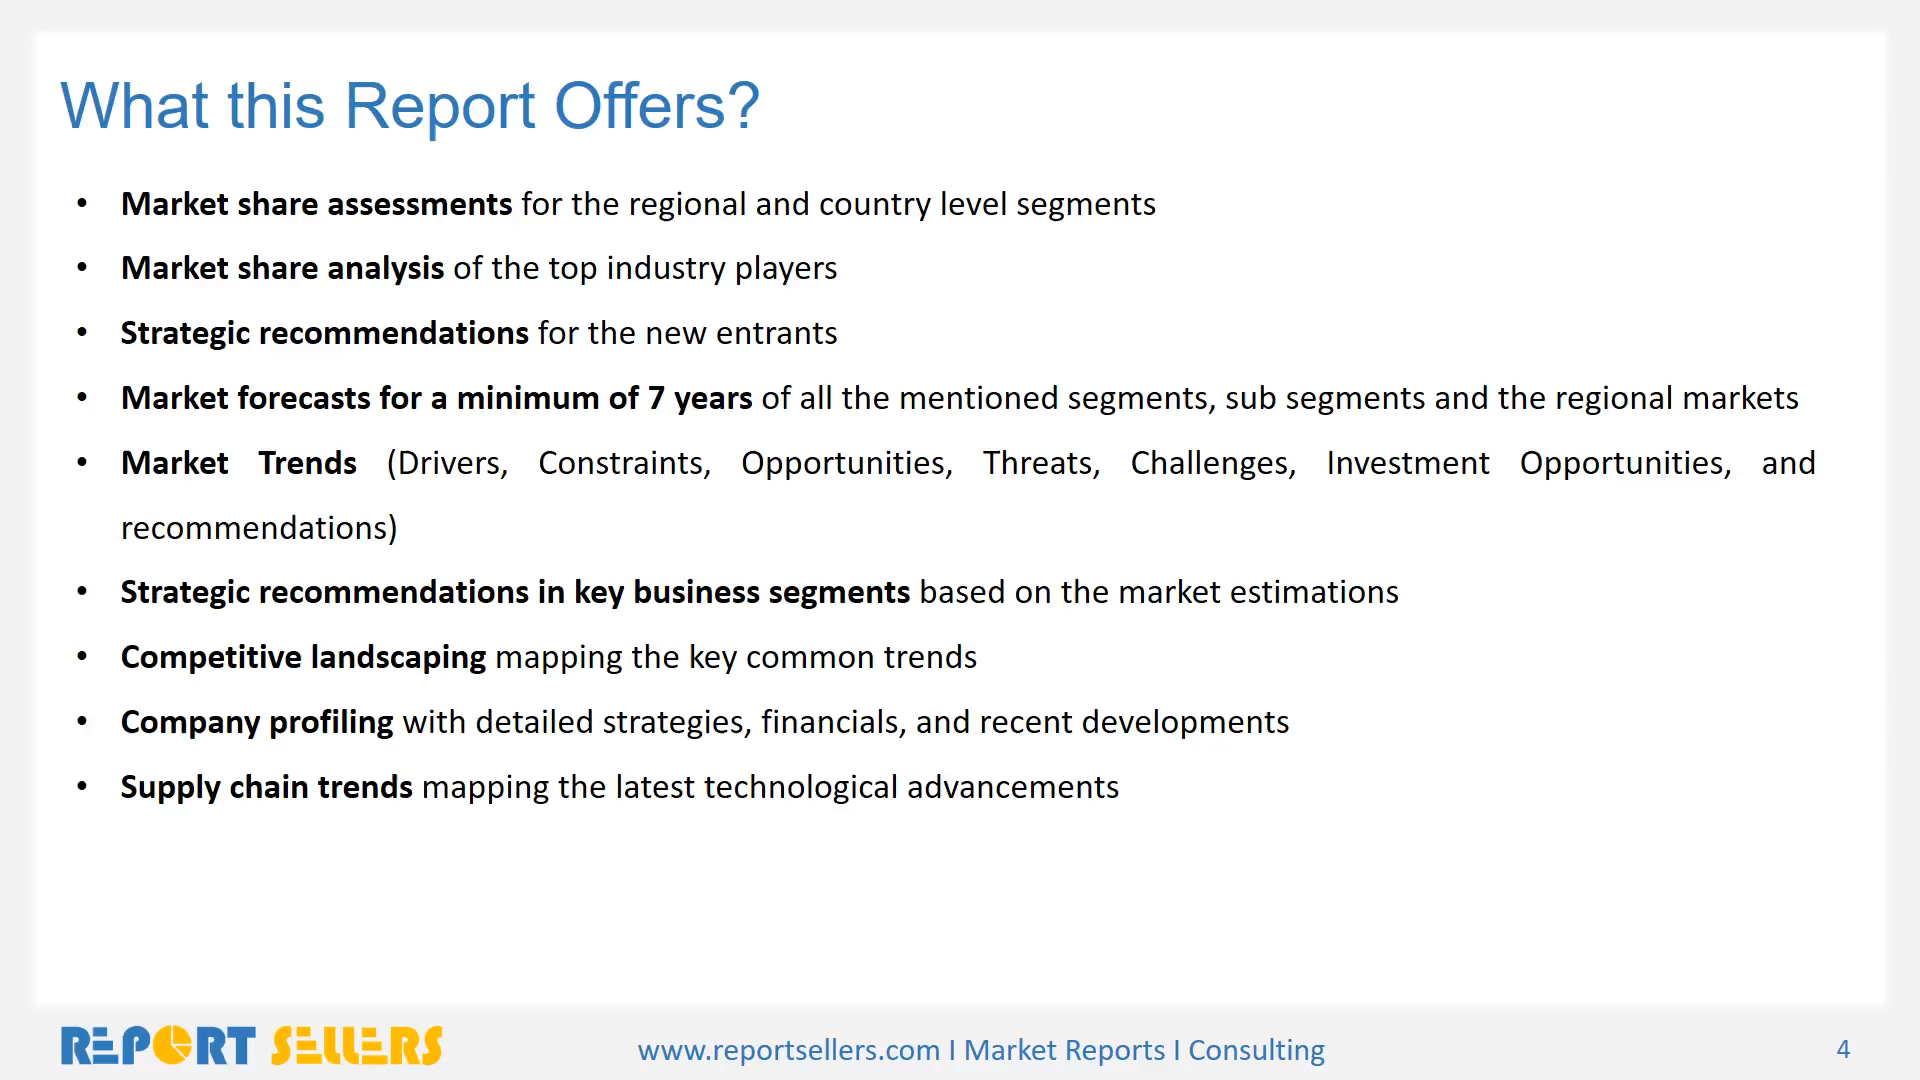 What this Report Offers?
• Market share assessments for the regional and country level segments
• Market share analysis of the top industry players
• Strategic recommendations for the new entrants
• Market forecasts for a minimum of 7 years of all the mentioned segments, sub segments and the regional markets
• Market Trends (Drivers, Constraints, Opportunities, Threats, Challenges, Investment Opportunities, and
recommendations)
• Strategic recommendations in key business segments based on the market estimations
• Competitive landscaping mapping the key common trends
• Company profiling with detailed strategies, financials, and recent developments
• Supply chain trends mapping the latest technological advancements
REPORT SELLERS
www.reportsellers.com I Market Reports I Consulting
4